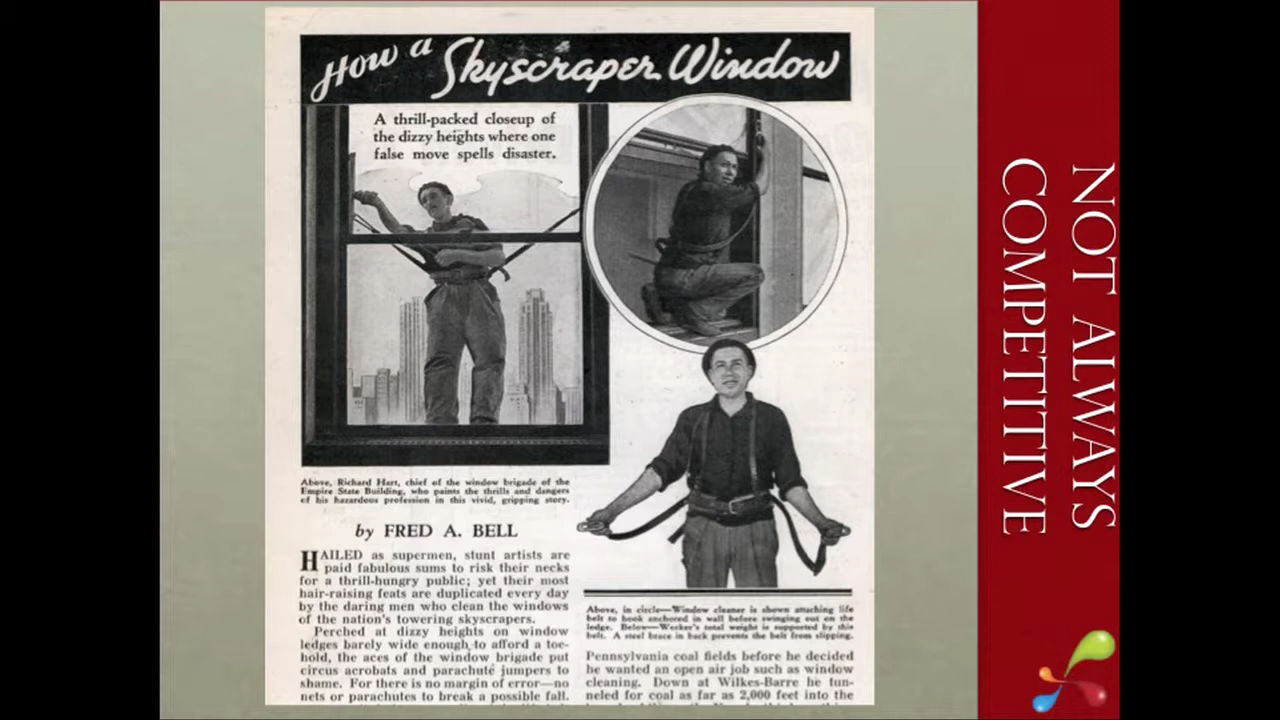 How a Skyscraper Window
A thrill-packed closeup of
the dizzy heights where one
false move spells disaster.
Above, Richard Hart, chief of the window brigade of the
Empire State Building, who paints the thrills and dangers
of his hazardous profession in this vivid, gripping story.
by FRED A. BELL
HAILED as supermen, stunt artists are
paid fabulous sums to risk their necks
for a thrill-hungry public; yet their most
hair-raising feats are duplicated every day
by the daring men who clean the windows
of the nation's towering skyscrapers.
Perched at dizzy heights on window
ledges barely wide enough to afford a toe-
hold, the aces of the window brigade put
circus acrobats and parachute jumpers to
shame. For there is no margin of error—no
nets or parachutes to break a possible fall.
Above, in circle—Window cleaner is shown attaching life
belt to hook anchored in wall before swinging out on the
ledge. Below—Worker's total weight is supported by this
belt. A steel brace in back prevents the belt from slipping.
Pennsylvania coal fields before he decided
he wanted an open air job such as window
cleaning. Down at Wilkes-Barre he tun-
neled for coal as far as 2,000 feet into the
NOT ALWAYS
COMPETITIVE